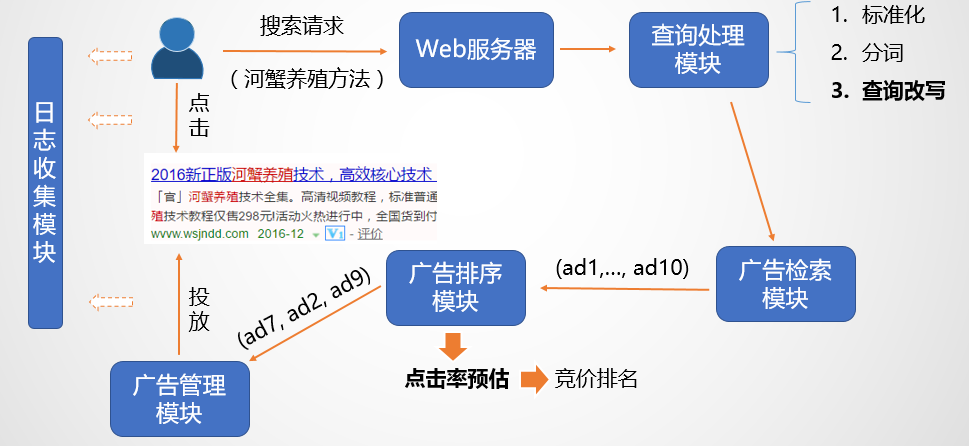 搜索请求
(河蟹养殖方法)
Web服务器
查询处理
模块
1. 标准化
2. 分词
3. 查询改写
日志收集模块
点击
2016新正版河蟹养殖技术，高效核心技术
「官」河蟹养殖技术全集。高清视频教程，标准普通
殖技术教程仅售298元!活动火热进行中，全国货到付
www.wsjndd.com 2016-12 V1 - 评价
投放
(ad7, ad2, ad9)
广告排序
模块
(ad1,..., ad10)
广告检索
模块
广告管理
模块
点击率预估
竞价排名